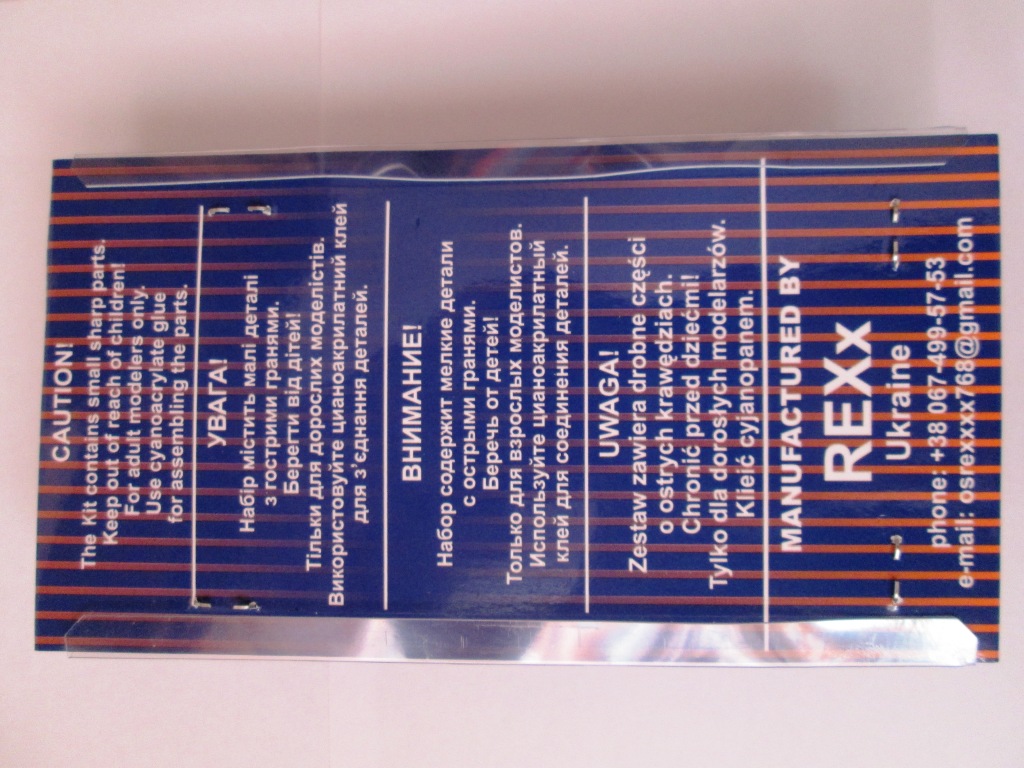 CAUTION!
The Kit contains small sharp parts.
Keep out of reach of children!
For adult modelers only.
Use cyanoacrylate glue
for assembling the parts.
УВАГА!
Набір містить малі деталі
з гострими гранями.
Берегти від дітей!
Тільки для дорослих моделістів.
Використовуйте цианоакрилатний клей
для з'єднання деталей.
ВНИМАНИЕ!
Набор содержит мелкие детали
с острыми гранями.
Беречь от детей!
Только для взрослых моделистов.
Используйте цианоакрилатный
клей для соединения деталей.
UWAGA!
Zestaw zawiera drobne części
o ostrych krawędziach.
Chronić przed dziećmi!
Tylko dla dorosłych modelarzów.
Kleić cyjanopanem.
MANUFACTURED BY
REXx
Ukraine
phone: +38 067-499-57-53
e-mail: osrexxxx768@gmail.com